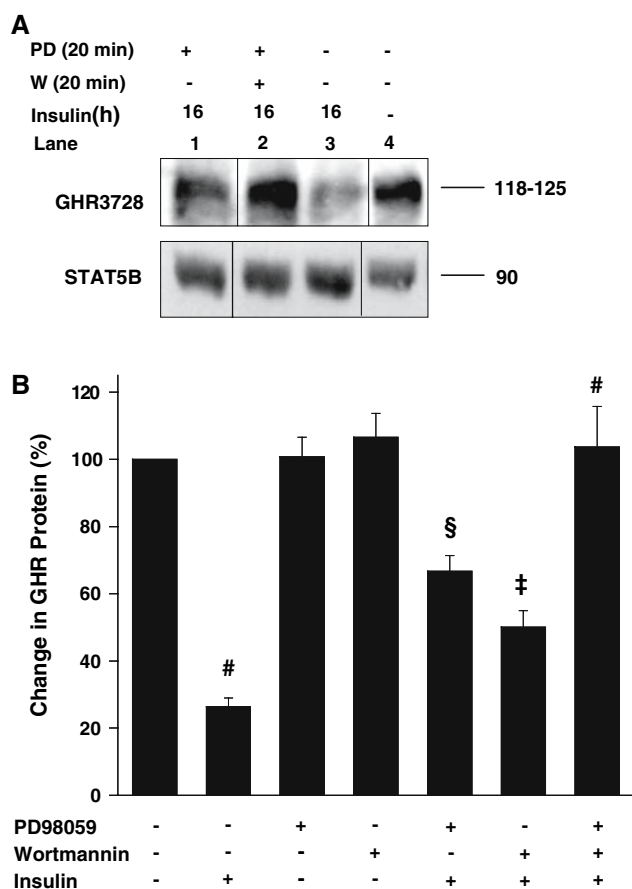 A
PD (20 min) + + - -
W (20 min) - + - -
Insulin(h) 16 16 16 -
Lane 1 2 3 4
GHR3728 118-125
STAT5B 90
B
Change in GHR Protein (%)
120
100
80
60
40
20
0
# § ‡ #
PD98059 - - + - + - +
Wortmannin - - - + - + +
Insulin - + - - + + +